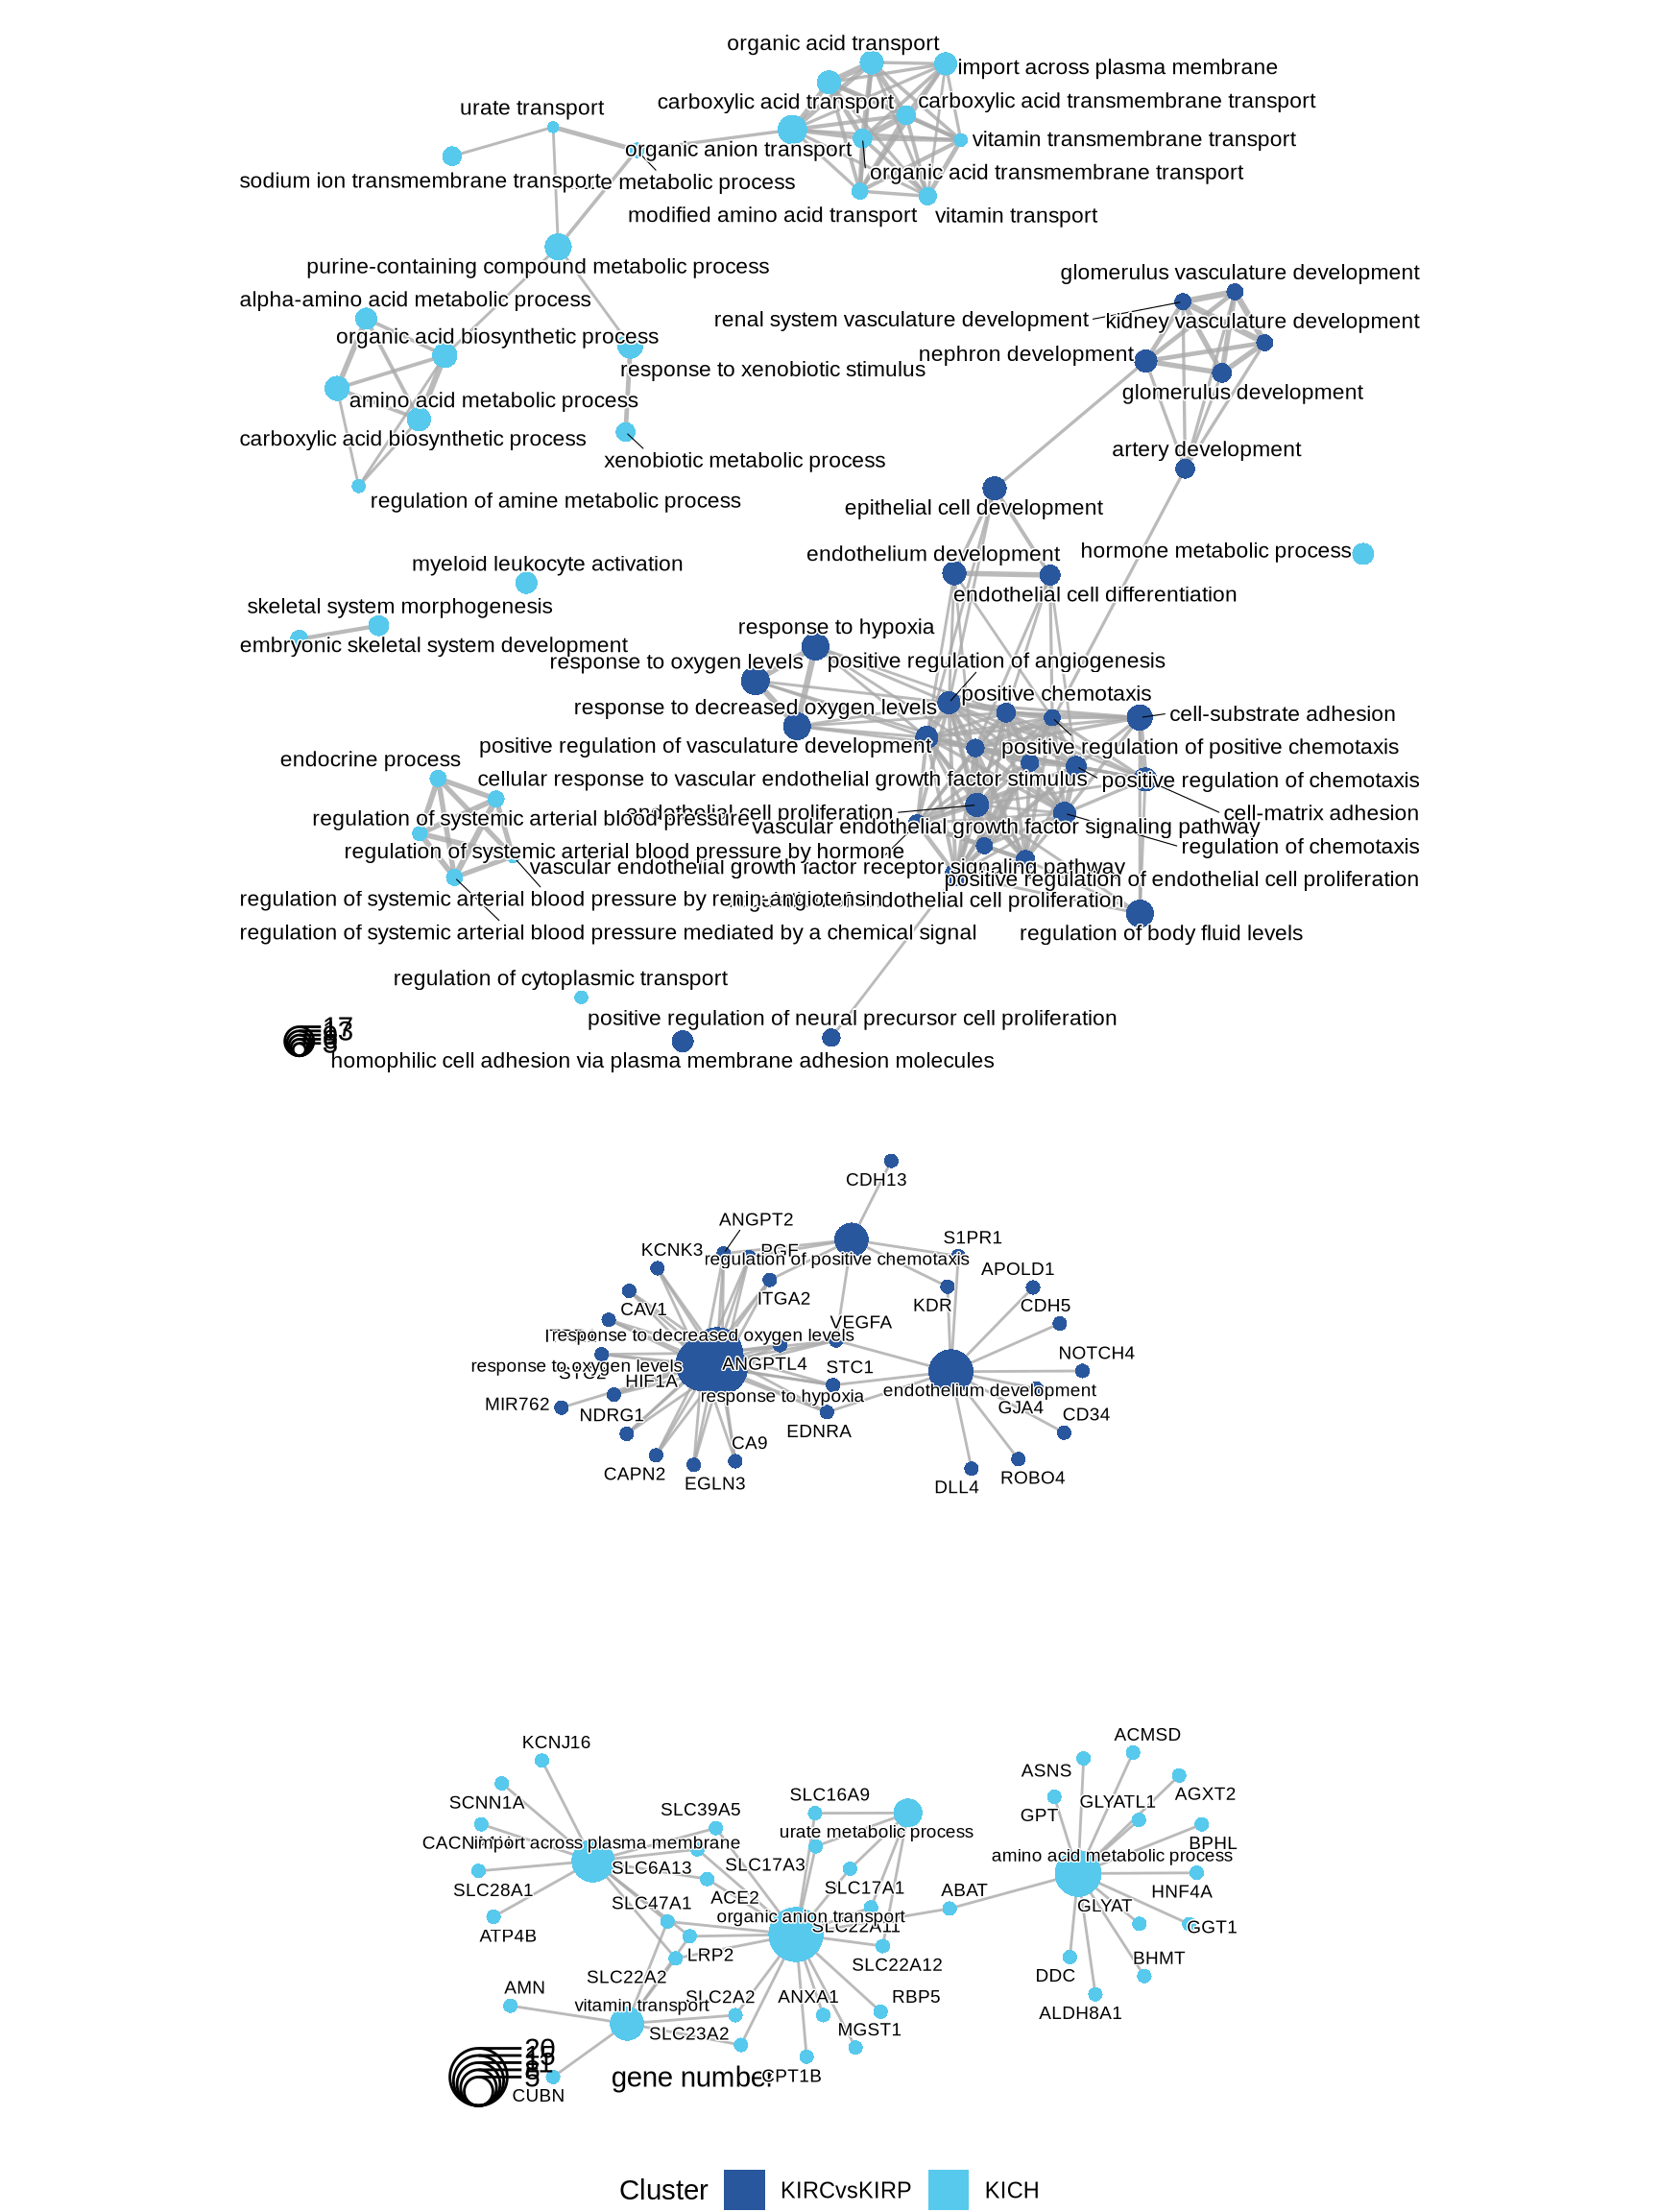 organic acid transport
import across plasma membrane
carboxylic acid transport
carboxylic acid transmembrane transport
urate transport
vitamin transmembrane transport
organic anion transport
organic acid transmembrane transport
sodium ion transmembrane transport
metabolic process
modified amino acid transport
vitamin transport
purine-containing compound metabolic process
glomerulus vasculature development
alpha-amino acid metabolic process
renal system vasculature development
kidney vasculature development
organic acid biosynthetic process
nephron development
response to xenobiotic stimulus
glomerulus development
amino acid metabolic process
carboxylic acid biosynthetic process
artery development
xenobiotic metabolic process
regulation of amine metabolic process
epithelial cell development
endothelium development
hormone metabolic process
myeloid leukocyte activation
endothelial cell differentiation
skeletal system morphogenesis
response to hypoxia
embryonic skeletal system development
response to oxygen levels
positive regulation of angiogenesis
positive chemotaxis
response to decreased oxygen levels
cell-substrate adhesion
positive regulation of vasculature development
positive regulation of positive chemotaxis
endocrine process
cellular response to vascular endothelial growth factor stimulus
positive regulation of chemotaxis
endothelial cell proliferation
cell-matrix adhesion
regulation of systemic arterial blood pressure
vascular endothelial growth factor signaling pathway
regulation of chemotaxis
regulation of systemic arterial blood pressure by hormone
vascular endothelial growth factor receptor signaling pathway
positive regulation of endothelial cell proliferation
regulation of systemic arterial blood pressure by renin-angiotensin
endothelial cell proliferation
regulation of systemic arterial blood pressure mediated by a chemical signal
regulation of body fluid levels
regulation of cytoplasmic transport
positive regulation of neural precursor cell proliferation
17
homophilic cell adhesion via plasma membrane adhesion molecules
CDH13
ANGPT2
KCNK3
PGF
S1PR1
regulation of positive chemotaxis
APOLD1
ITGA2
KDR
CDH5
CAV1
VEGFA
response to decreased oxygen levels
NOTCH4
response to oxygen levels
ANGPTL4
STC1
STC2
HIF1A
response to hypoxia
endothelium development
MIR762
NDRG1
GJA4
CD34
EDNRA
CA9
CAPN2
EGLN3
DLL4
ROBO4
KCNJ16
ACMSD
ASNS
SLC16A9
AGXT2
SCNN1A
SLC39A5
GLYATL1
GPT
urate metabolic process
import across plasma membrane
BPHL
amino acid metabolic process
SLC6A13
SLC17A3
SLC28A1
SLC17A1
ABAT
HNF4A
SLC47A1
ACE2
GLYAT
organic anion transport
SLC22A11
GGT1
ATP4B
LRP2
SLC22A12
BHMT
SLC22A2
DDC
AMN
SLC2A2
ANXA1
RBP5
vitamin transport
ALDH8A1
SLC23A2
MGST1
20
gene number
CPT1B
CUBN
Cluster
KIRCvsKIRP
KICH